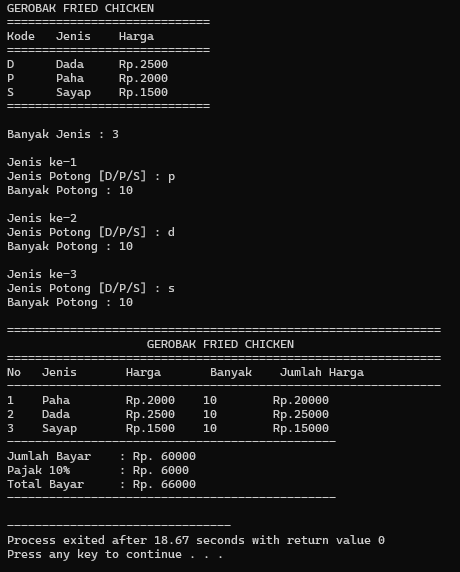 GEROBAK FRIED CHICKEN
=============================
Kode   Jenis    Harga
=============================
D      Dada     Rp.2500
P      Paha     Rp.2000
S      Sayap    Rp.1500
=============================

Banyak Jenis : 3

Jenis ke-1
Jenis Potong [D/P/S] : p
Banyak Potong : 10

Jenis ke-2
Jenis Potong [D/P/S] : d
Banyak Potong : 10

Jenis ke-3
Jenis Potong [D/P/S] : s
Banyak Potong : 10

==============================================================
                    GEROBAK FRIED CHICKEN
==============================================================
No   Jenis       Harga       Banyak    Jumlah Harga
--------------------------------------------------------------
1    Paha        Rp.2000    10        Rp.20000
2    Dada        Rp.2500    10        Rp.25000
3    Sayap       Rp.1500    10        Rp.15000
-----------------------------------------------
Jumlah Bayar    : Rp. 60000
Pajak 10%       : Rp. 6000
Total Bayar     : Rp. 66000
-----------------------------------------------

--------------------------------
Process exited after 18.67 seconds with return value 0
Press any key to continue . . .